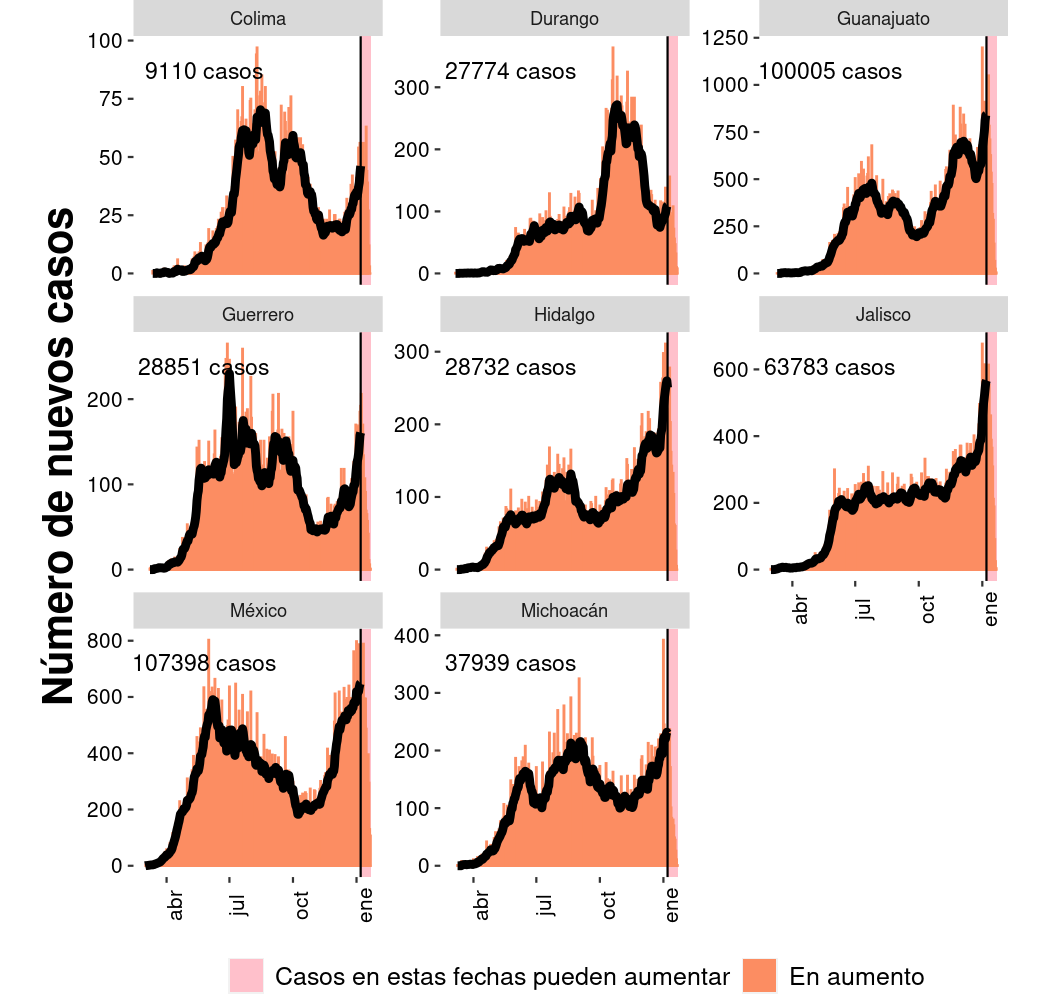 Número de nuevos casos
Colima
9110 casos
100
75
50
25
0
Durango
27774 casos
300
200
100
0
Guanajuato
100005 casos
1250
1000
750
500
250
0
Guerrero
28851 casos
200
100
0
Hidalgo
28732 casos
300
200
100
0
Jalisco
63783 casos
600
400
200
0
abr
jul
oct
ene
México
107398 casos
800
600
400
200
0
abr
jul
oct
ene
Michoacán
37939 casos
400
300
200
100
0
abr
jul
oct
ene
Casos en estas fechas pueden aumentar
En aumento